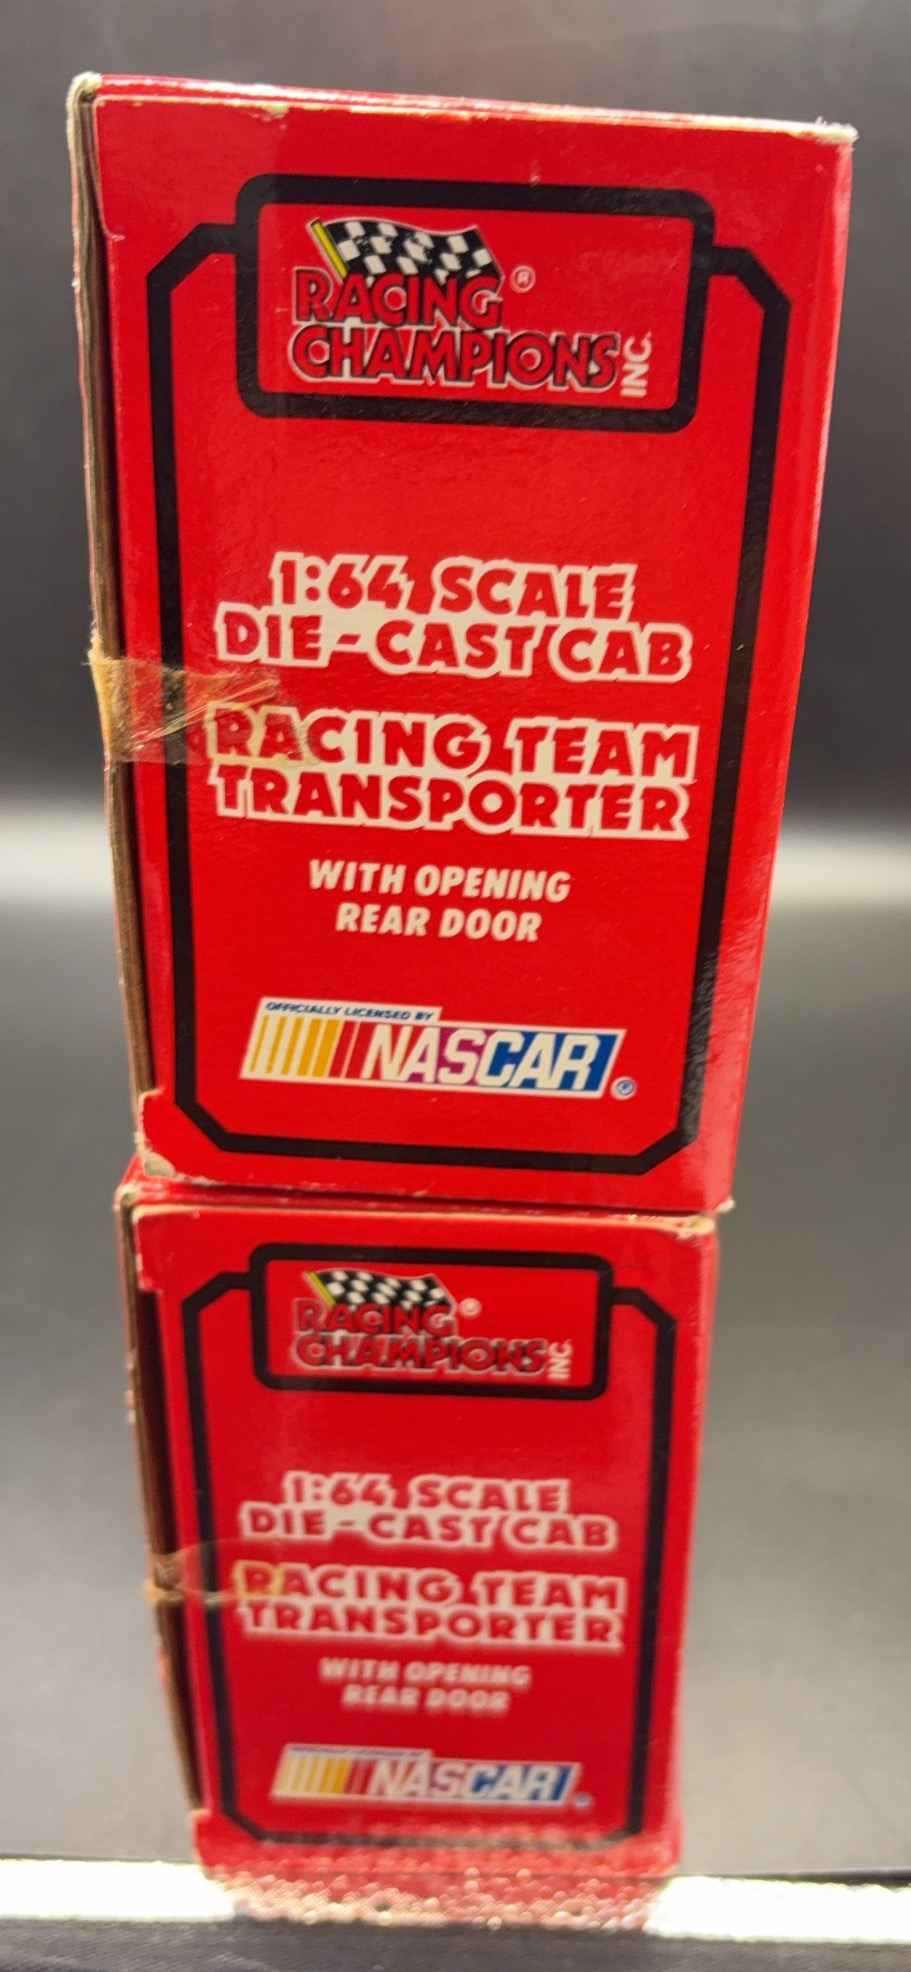 RACING ®
CHAMPIONS INC.
1:64 SCALE
DIE-CAST CAB
RACING TEAM
TRANSPORTER
WITH OPENING
REAR DOOR
OFFICIALLY LICENSED BY
NASCAR ®
RACING ®
CHAMPIONS INC.
1:64 SCALE
DIE-CAST CAB
RACING TEAM
TRANSPORTER
WITH OPENING
REAR DOOR
NASCAR